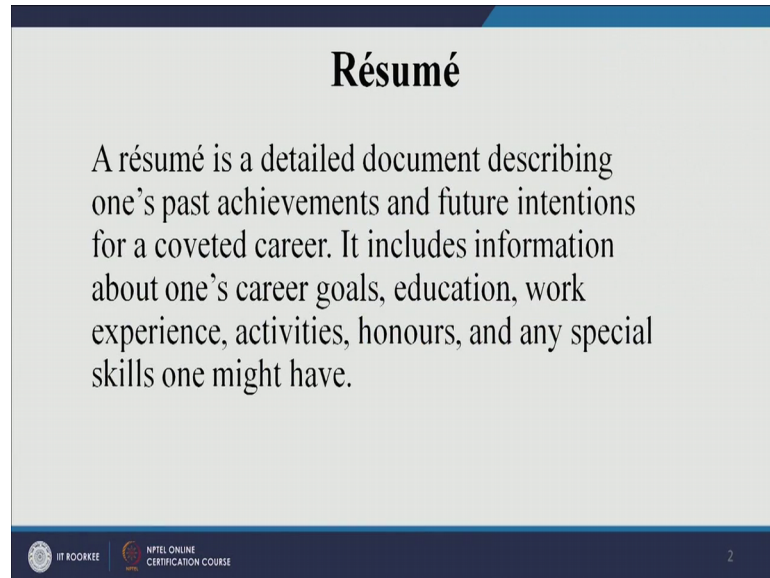 Résumé
A résumé is a detailed document describing
one’s past achievements and future intentions
for a coveted career. It includes information
about one’s career goals, education, work
experience, activities, honours, and any special
skills one might have.
IIT ROORKEE
NPTEL
NPTEL ONLINE
CERTIFICATION COURSE
2